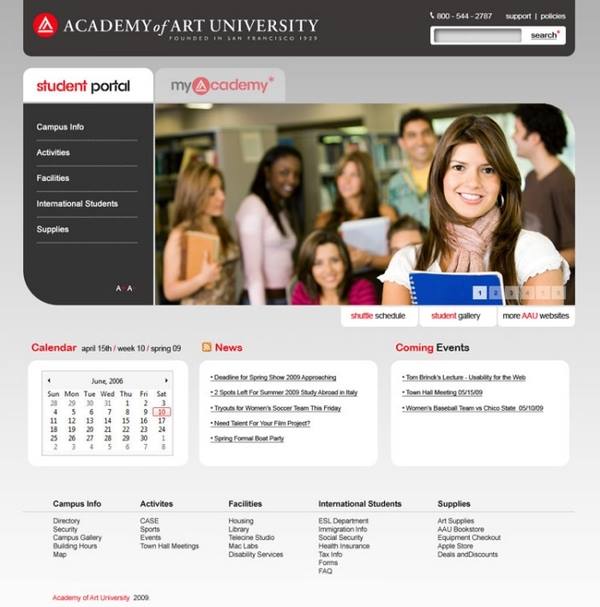 ACADEMY of ART UNIVERSITY
FOUNDED IN SAN FRANCISCO 1929
800 - 544 - 2787 support | policies
search*
student portal
myAcademy*
Campus Info
Activities
Facilities
International Students
Supplies
A+ A-
1 2 3 4 5 6
shuttle schedule
student gallery
more AAU websites
Calendar april 15th / week 10 / spring 09
June, 2006
Sun Mon Tue Wed Thu Fri Sat
28 29 30 31 1 2 3
4 5 6 7 8 9 10
11 12 13 14 15 16 17
18 19 20 21 22 23 24
25 26 27 28 29 30 1
2 3 4 5 6 7 8
News
• Deadline for Spring Show 2009 Approaching
• 2 Spots Left For Summer 2009 Study Abroad in Italy
• Tryouts for Women's Soccer Team This Friday
• Need Talent For Your Film Project?
• Spring Formal Boat Party
Coming Events
• Tom Brinck's Lecture - Usability for the Web
• Town Hall Meeting 05/15/09
• Women's Baseball Team vs Chico State 05/10/09
Campus Info
Directory
Security
Campus Gallery
Building Hours
Map
Activites
CASE
Sports
Events
Town Hall Meetings
Facilities
Housing
Library
Telecine Studio
Mac Labs
Disability Services
International Students
ESL Department
Immigration Info
Social Security
Health Insurance
Tax Info
Forms
FAQ
Supplies
Art Supplies
AAU Bookstore
Equipment Checkout
Apple Store
Deals andDiscounts
Academy of Art University 2009